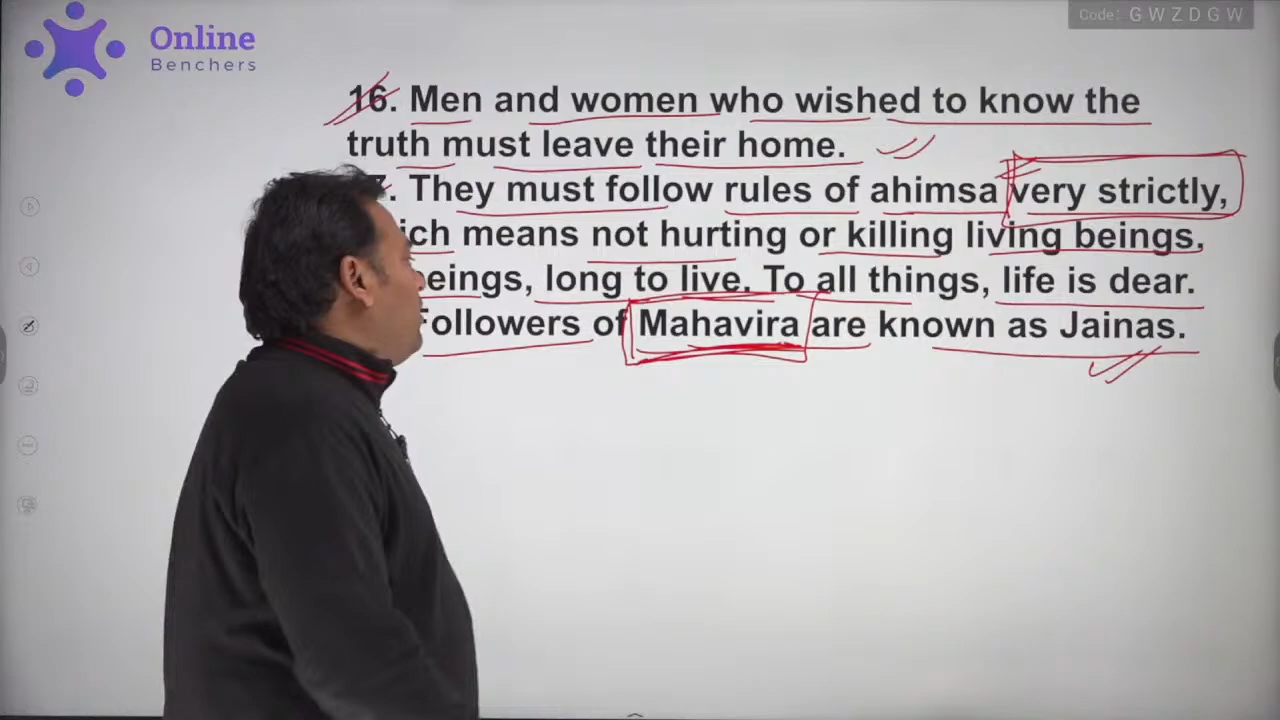 Online
Benchers
Code: GWZDGW
16. Men and women who wished to know the
truth must leave their home.
They must follow rules of ahimsa very strictly,
means not hurting or killing living beings,
beings, long to live. To all things, life is dear.
Followers of Mahavira are known as Jainas.